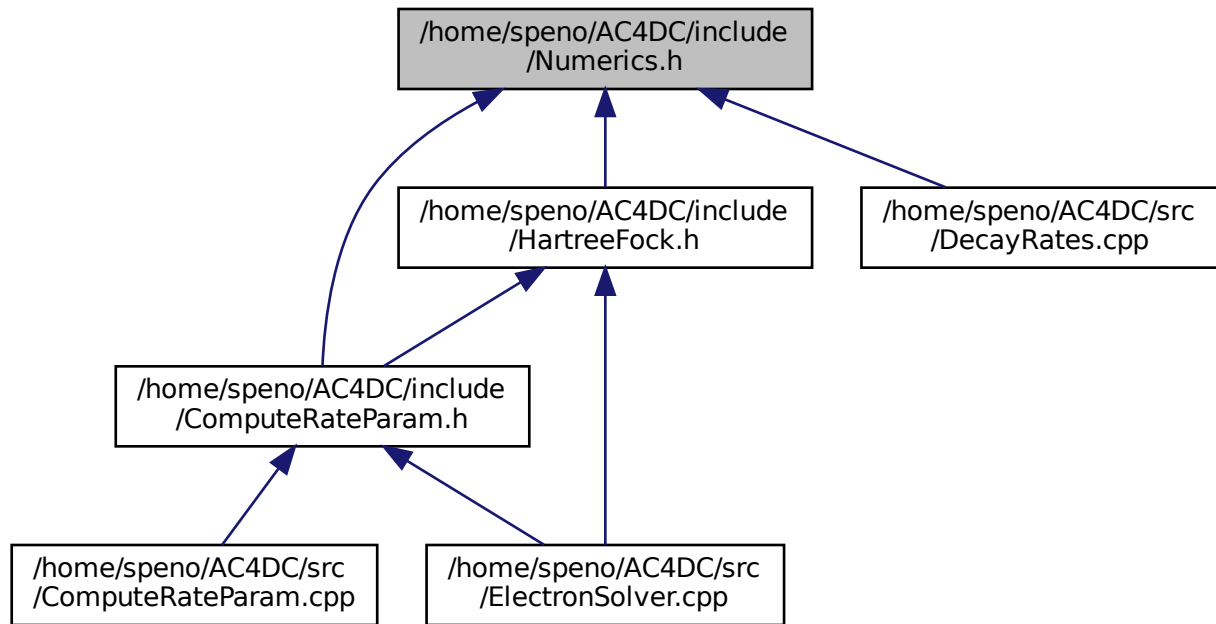 /home/speno/AC4DC/include
/Numerics.h
/home/speno/AC4DC/include
/HartreeFock.h
/home/speno/AC4DC/src
/DecayRates.cpp
/home/speno/AC4DC/include
/ComputeRateParam.h
/home/speno/AC4DC/src
/ComputeRateParam.cpp
/home/speno/AC4DC/src
/ElectronSolver.cpp